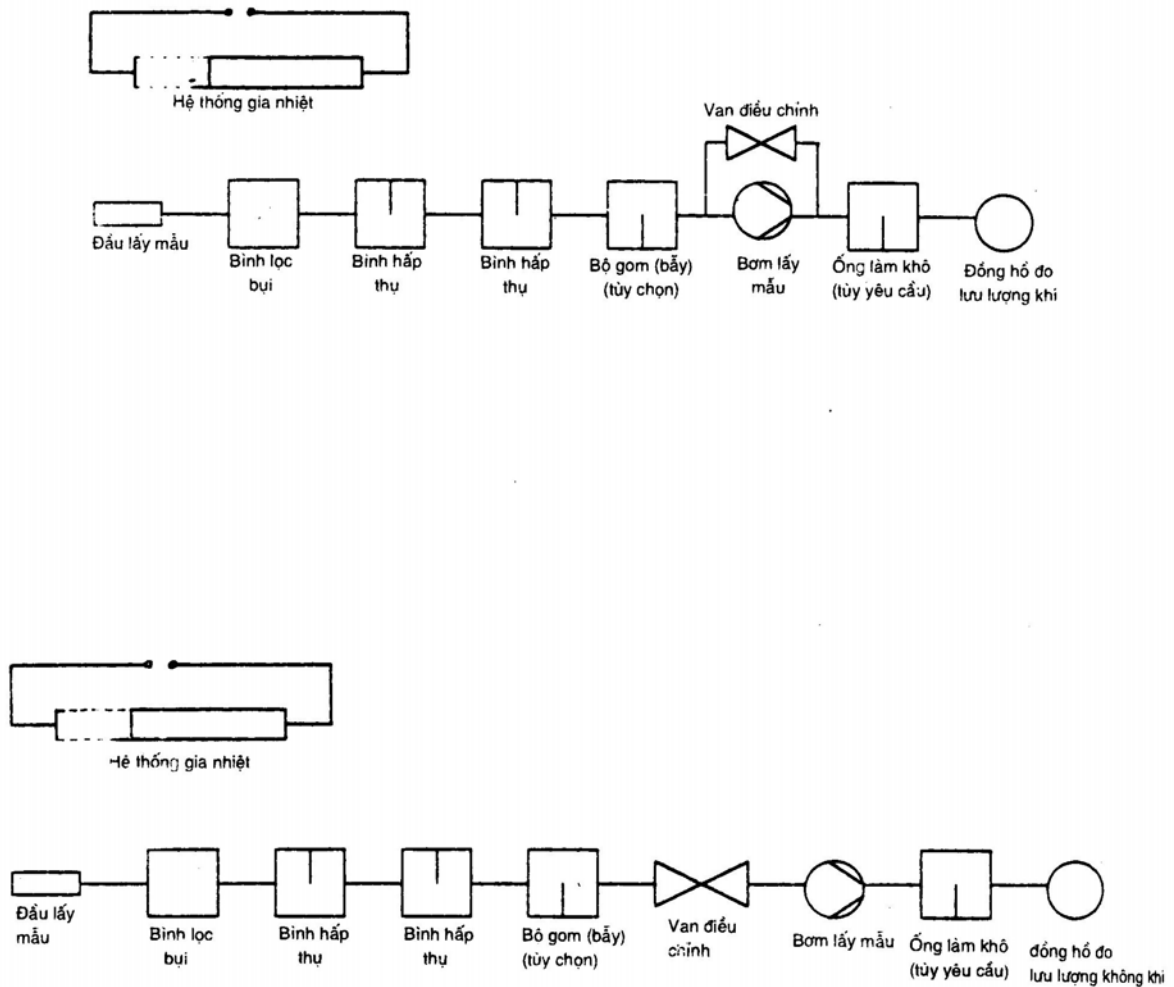 Hệ thống gia nhiệt
Van điều chỉnh
Đầu lấy mẫu
Bình lọc
bụi
Bình hấp
thụ
Bình hấp
thụ
Bộ gom (bẫy)
(tùy chọn)
Bơm lấy
mẫu
Ống làm khô
(tùy yêu cầu)
Đồng hồ đo
lưu lượng khí
Hệ thống gia nhiệt
Đầu lấy
mẫu
Bình lọc
bụi
Bình hấp
thụ
Bình hấp
thụ
Bộ gom (bẫy)
(tùy chọn)
Van điều
chỉnh
Bơm lấy mẫu
Ống làm khô
(tùy yêu cầu)
đồng hồ đo
lưu lượng không khí